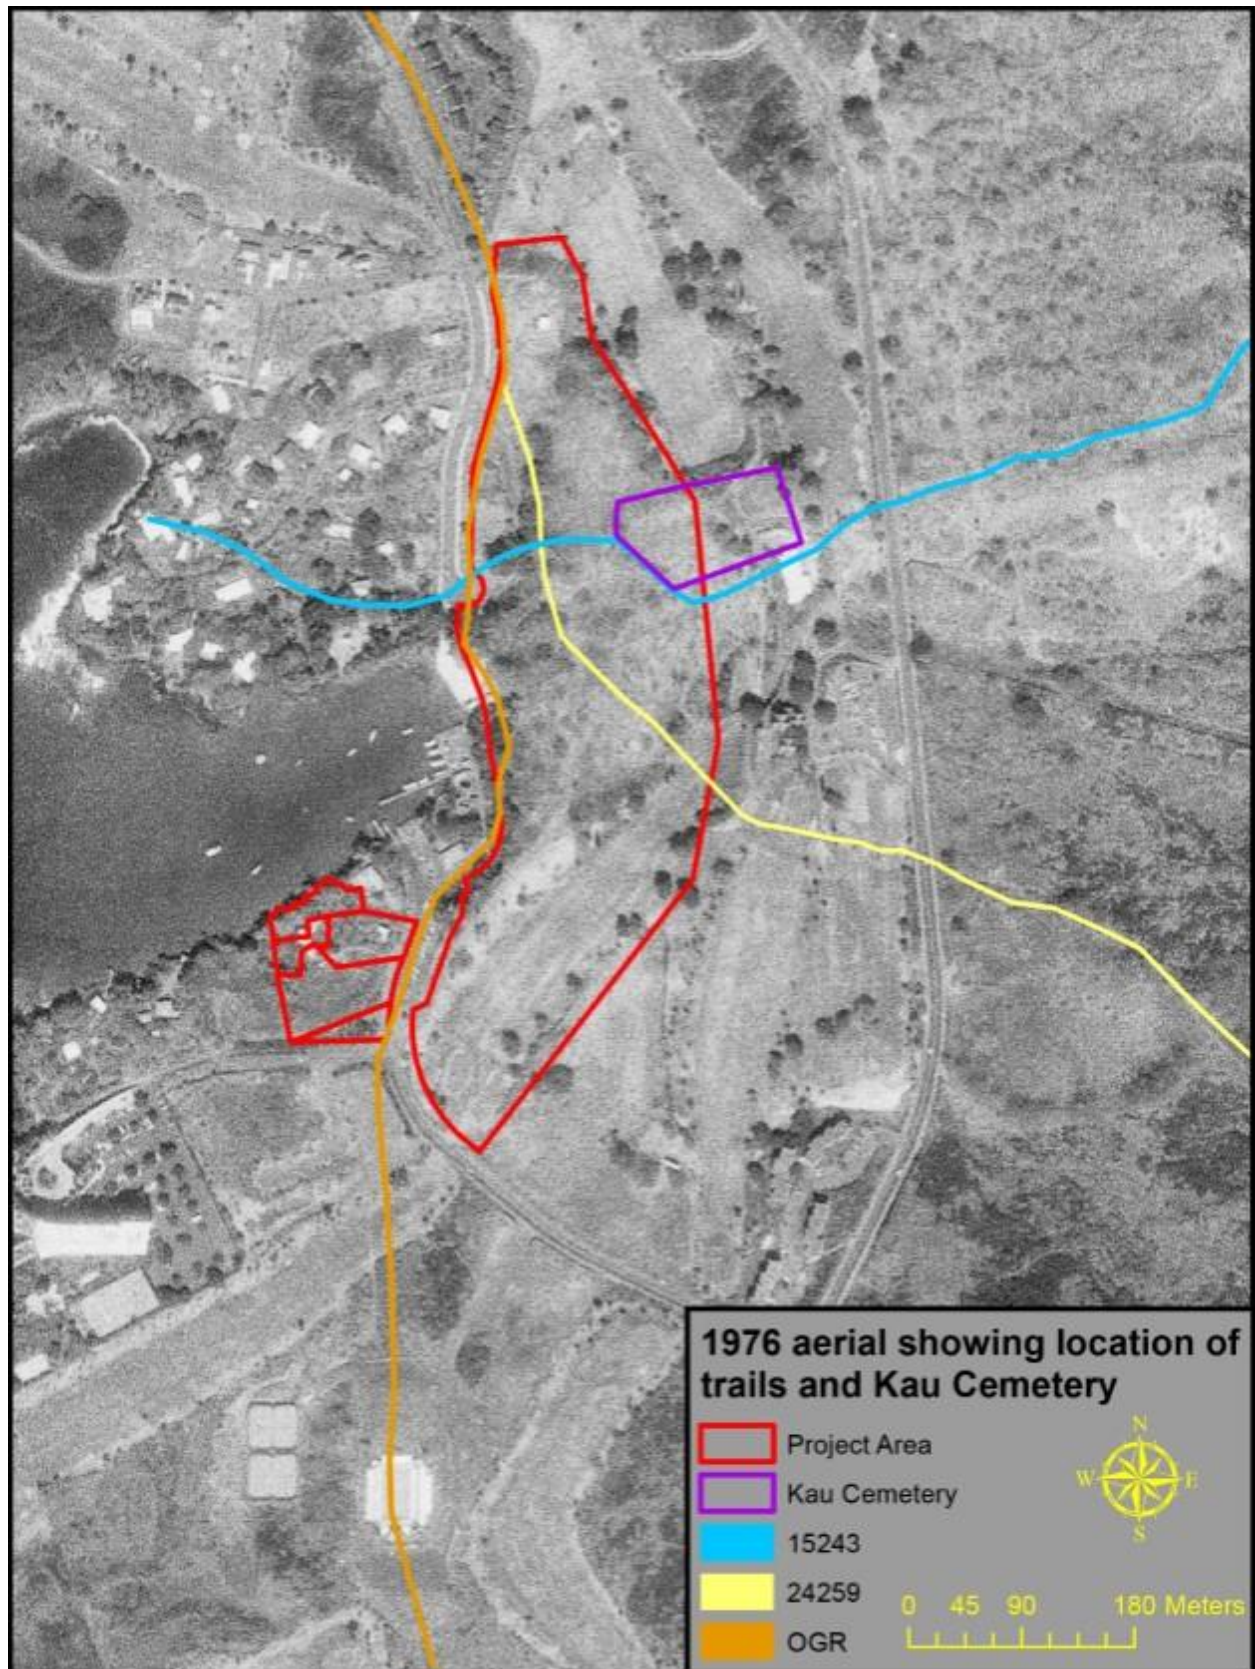 1976 aerial showing location of
trails and Kau Cemetery
Project Area
Kau Cemetery
15243
24259
OGR
N
W E
S
0 45 90 180 Meters